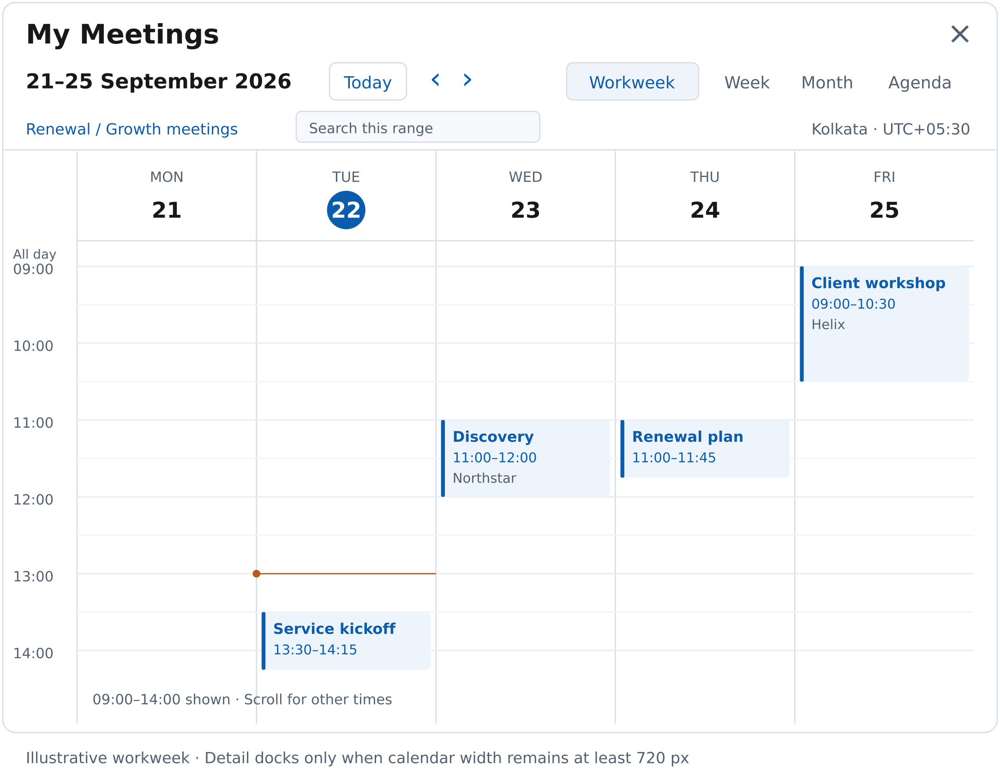 My Meetings
×
21–25 September 2026
Today
‹ ›
Workweek
Week
Month
Agenda
Renewal / Growth meetings
Search this range
Kolkata · UTC+05:30
MON
TUE
WED
THU
FRI
21
22
23
24
25
All day
09:00
Client workshop
09:00–10:30
Helix
10:00
11:00
Discovery
11:00–12:00
Northstar
Renewal plan
11:00–11:45
12:00
13:00
Service kickoff
13:30–14:15
14:00
09:00–14:00 shown · Scroll for other times
Illustrative workweek · Detail docks only when calendar width remains at least 720 px